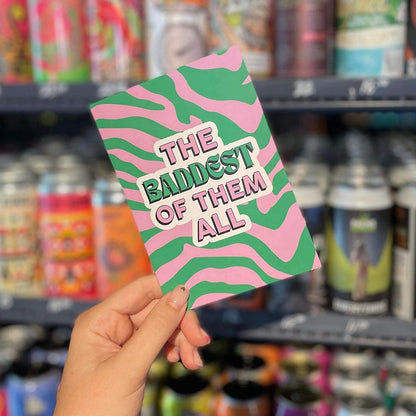 THE
BADDEST
OF THEM
ALL